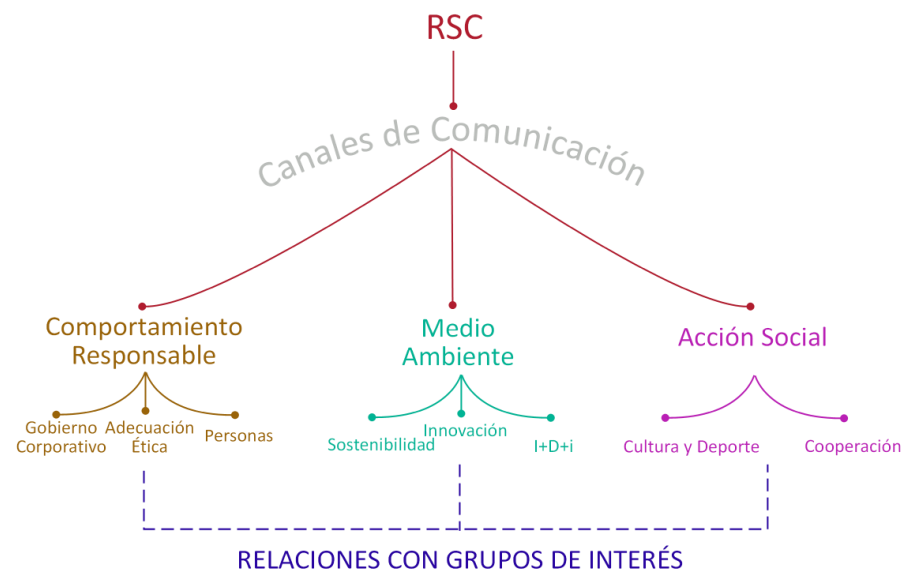 RSC
Canales de Comunicación
Comportamiento
Responsable
Medio
Ambiente
Acción Social
Gobierno
Corporativo
Adecuación
Ética
Personas
Sostenibilidad
Innovación
I+D+i
Cultura y Deporte
Cooperación
RELACIONES CON GRUPOS DE INTERÉS